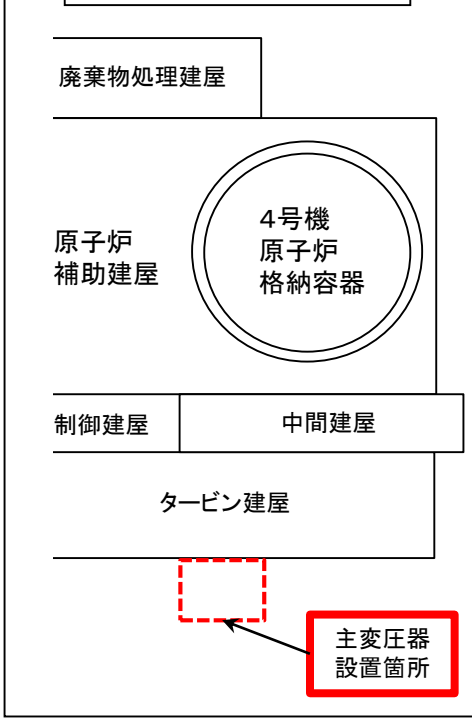 廃棄物処理建屋
4号機
原子炉
格納容器
原子炉
補助建屋
制御建屋
中間建屋
タービン建屋
主変圧器
設置箇所